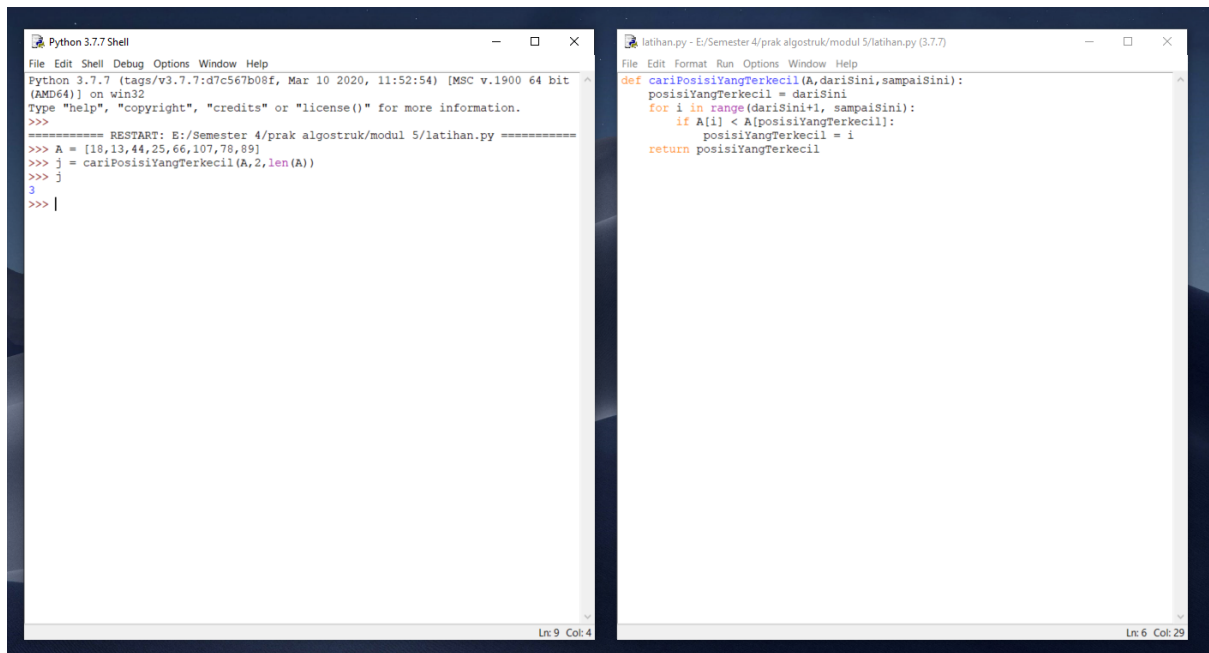 Python 3.7.7 Shell
File Edit Shell Debug Options Window Help
Python 3.7.7 (tags/v3.7.7:d7c567b08f, Mar 10 2020, 11:52:54) [MSC v.1900 64 bit
(AMD64)] on win32
Type "help", "copyright", "credits" or "license()" for more information.
>>>
=========== RESTART: E:/Semester 4/prak algostruk/modul 5/latihan.py ===========
>>> A = [18,13,44,25,66,107,78,89]
>>> j = cariPosisiYangTerkecil(A,2,len(A))
>>> j
3
>>>
Ln: 9 Col: 4
latihan.py - E:/Semester 4/prak algostruk/modul 5/latihan.py (3.7.7)
File Edit Format Run Options Window Help
def cariPosisiYangTerkecil(A,dariSini,sampaiSini):
    posisiYangTerkecil = dariSini
    for i in range(dariSini+1, sampaiSini):
        if A[i] < A[posisiYangTerkecil]:
            posisiYangTerkecil = i
    return posisiYangTerkecil
Ln: 6 Col: 29